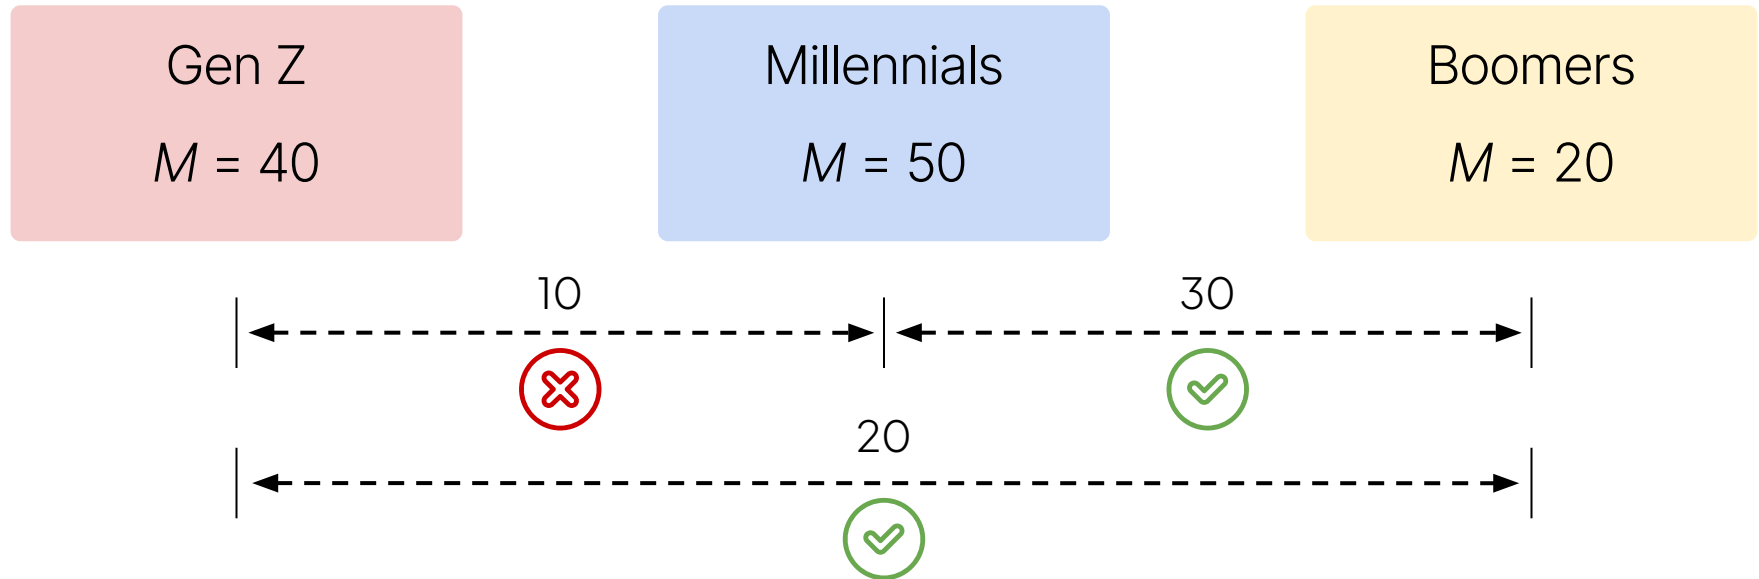 Gen Z
M = 40
Millennials
M = 50
Boomers
M = 20
10
30
20